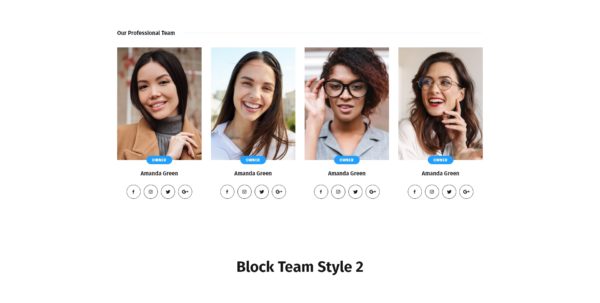 Our Professional Team
OWNER OWNER OWNER OWNER
Amanda Green Amanda Green Amanda Green Amanda Green
Block Team Style 2